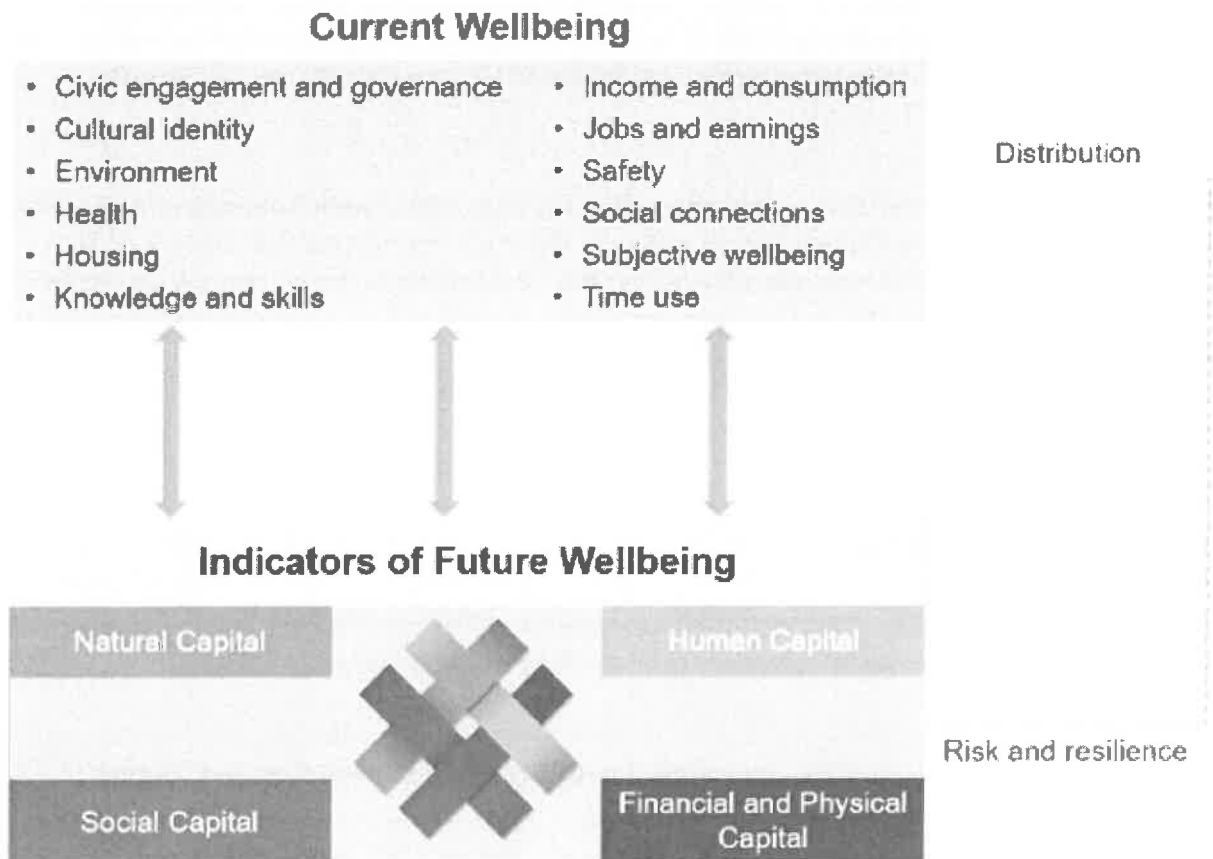 Current Wellbeing
• Civic engagement and governance
• Cultural identity
• Environment
• Health
• Housing
• Knowledge and skills
• Income and consumption
• Jobs and earnings
• Safety
• Social connections
• Subjective wellbeing
• Time use
Distribution
Indicators of Future Wellbeing
Natural Capital
Human Capital
Social Capital
Financial and Physical
Capital
Risk and resilience